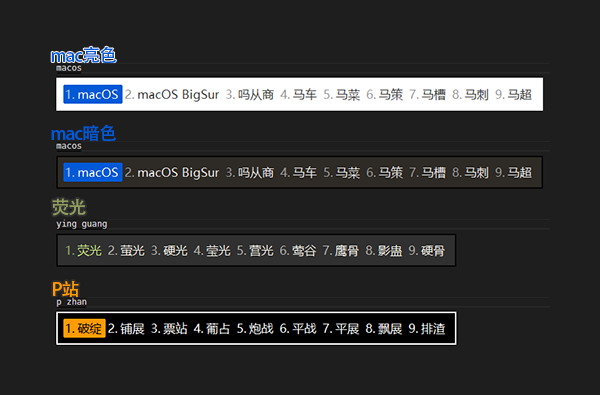 mac亮色
macos
1. macOS 2. macOS BigSur 3. 吗从商 4. 马车 5. 马菜 6. 马策 7. 马槽 8. 马刺 9. 马超
mac暗色
macos
1. macOS 2. macOS BigSur 3. 吗从商 4. 马车 5. 马菜 6. 马策 7. 马槽 8. 马刺 9. 马超
荧光
ying guang
1. 荧光 2. 萤光 3. 硬光 4. 莹光 5. 营光 6. 莺谷 7. 鹰骨 8. 影蛊 9. 硬骨
P站
p zhan
1. 破绽 2. 铺展 3. 票站 4. 葡占 5. 炮战 6. 平战 7. 平展 8. 飘展 9. 排渣